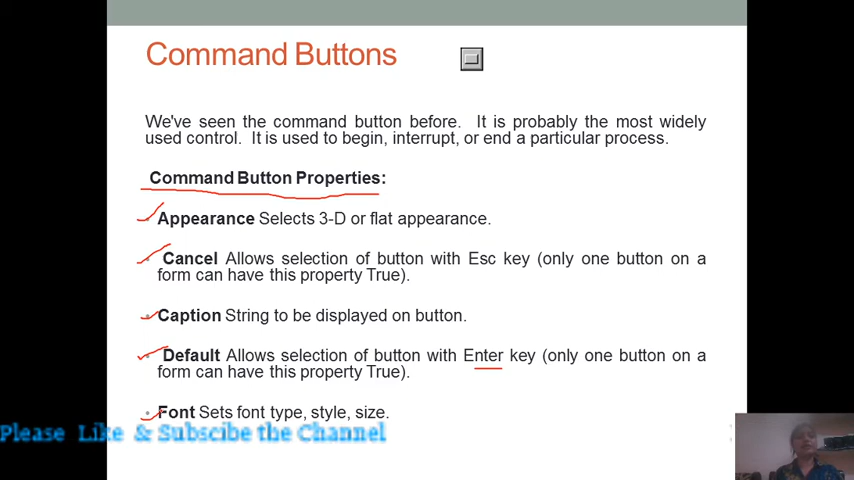 Command Buttons
We've seen the command button before. It is probably the most widely
used control. It is used to begin, interrupt, or end a particular process.
Command Button Properties:
Appearance Selects 3-D or flat appearance.
Cancel Allows selection of button with Esc key (only one button on a
form can have this property True).
Caption String to be displayed on button.
Default Allows selection of button with Enter key (only one button on a
form can have this property True).
Font Sets font type, style, size.
Please Like & Subscibe the Channel